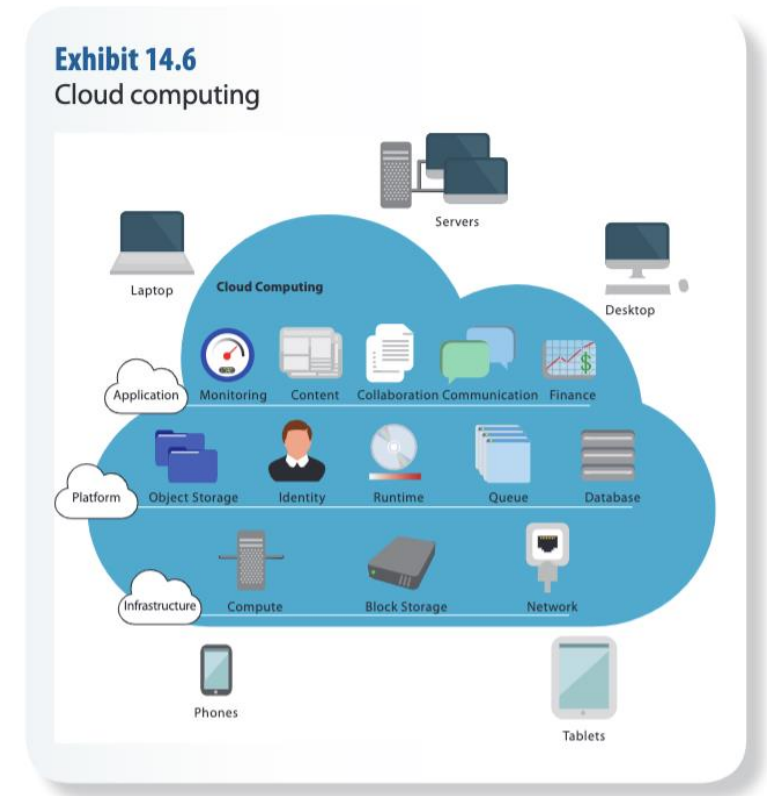 Exhibit 14.6
Cloud computing
Servers
Laptop
Desktop
Cloud Computing
Application
Monitoring
Content
Collaboration
Communication
Finance
Platform
Object Storage
Identity
Runtime
Queue
Database
Infrastructure
Compute
Block Storage
Network
Phones
Tablets